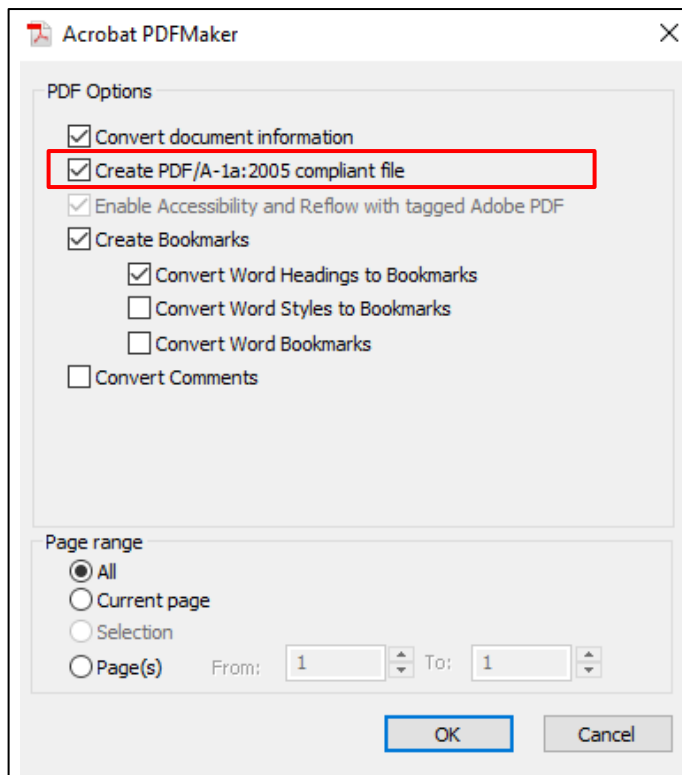 Acrobat PDFMaker
PDF Options
Convert document information
Create PDF/A-1a:2005 compliant file
Enable Accessibility and Reflow with tagged Adobe PDF
Create Bookmarks
Convert Word Headings to Bookmarks
Convert Word Styles to Bookmarks
Convert Word Bookmarks
Convert Comments
Page range
All
Current page
Selection
Page(s) From: 1 To: 1
OK Cancel